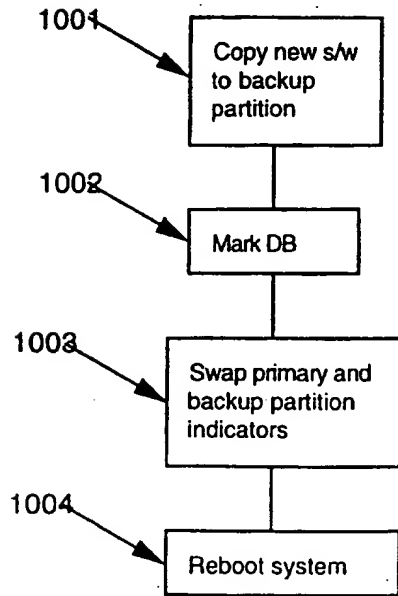 1001
Copy new s/w
to backup
partition
1002
Mark DB
1003
Swap primary and
backup partition
indicators
1004
Reboot system